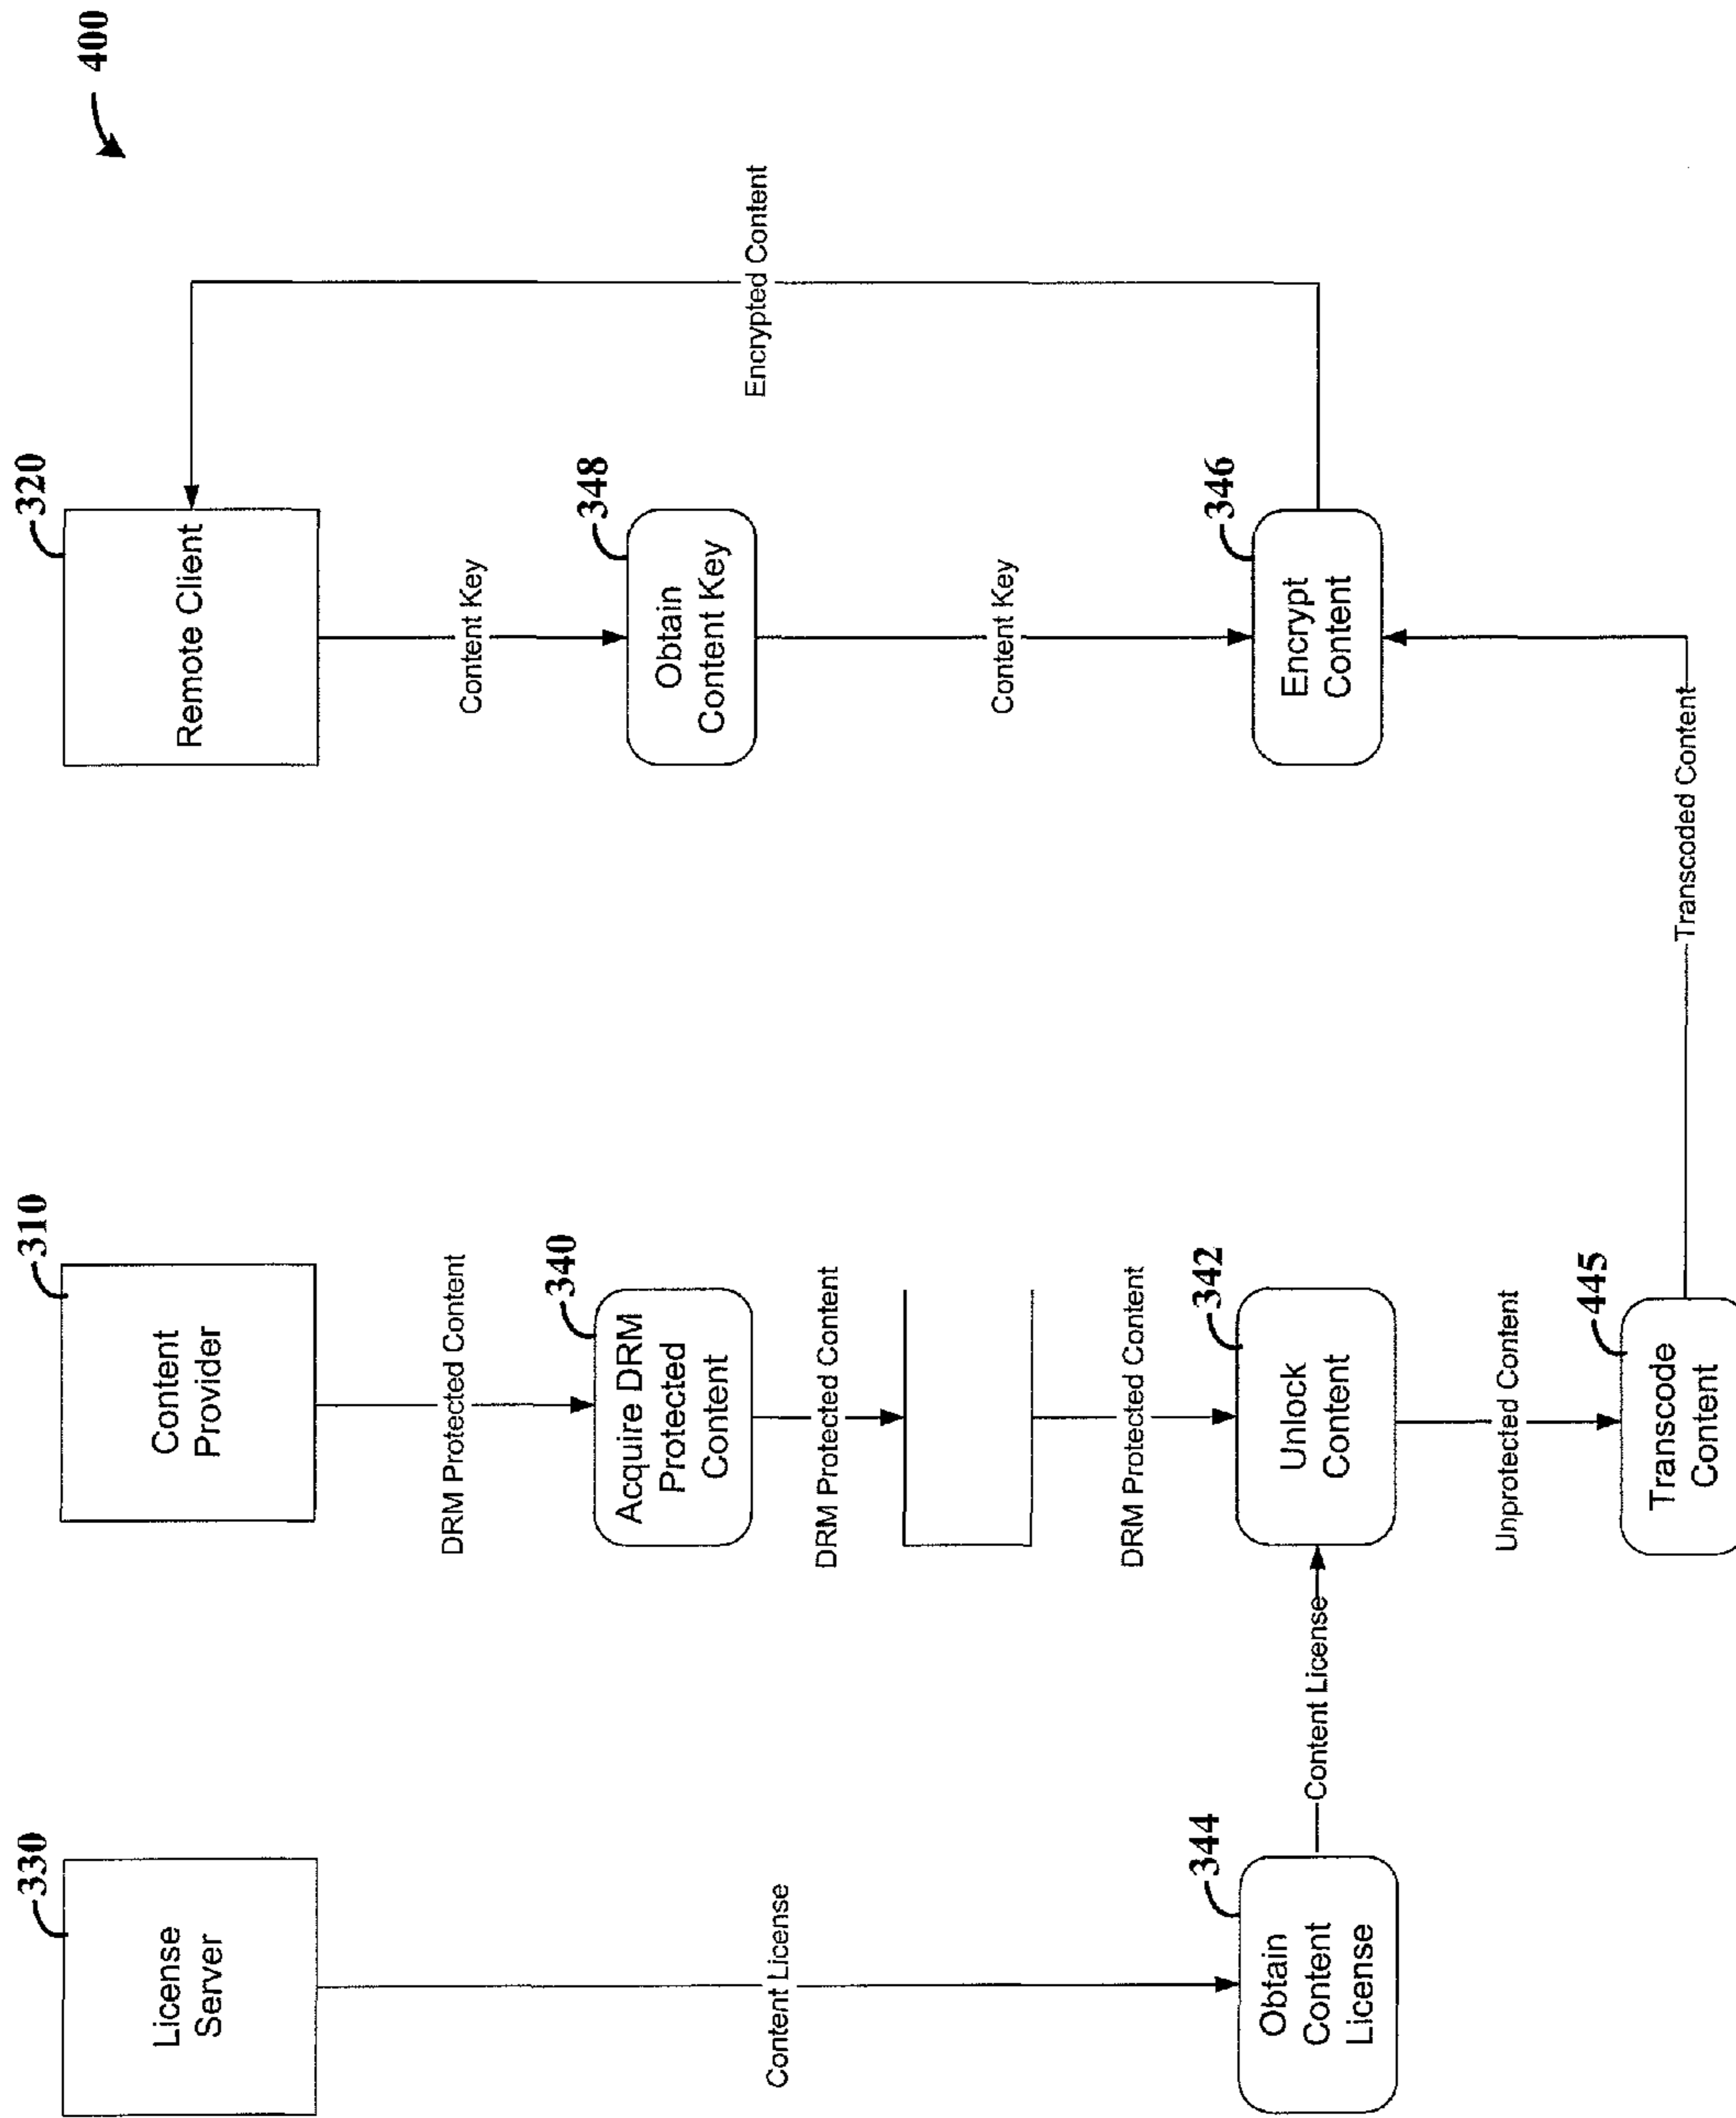 400
330
License
Server
310
Content
Provider
320
Remote Client
Content License
DRM Protected Content
Content Key
340
Acquire DRM
Protected
Content
348
Obtain
Content Key
DRM Protected Content
Content Key
Encrypted Content
DRM Protected Content
344
Obtain
Content
License
Content License
342
Unlock
Content
346
Encrypt
Content
Unprotected Content
445
Transcode
Content
Transcoded Content